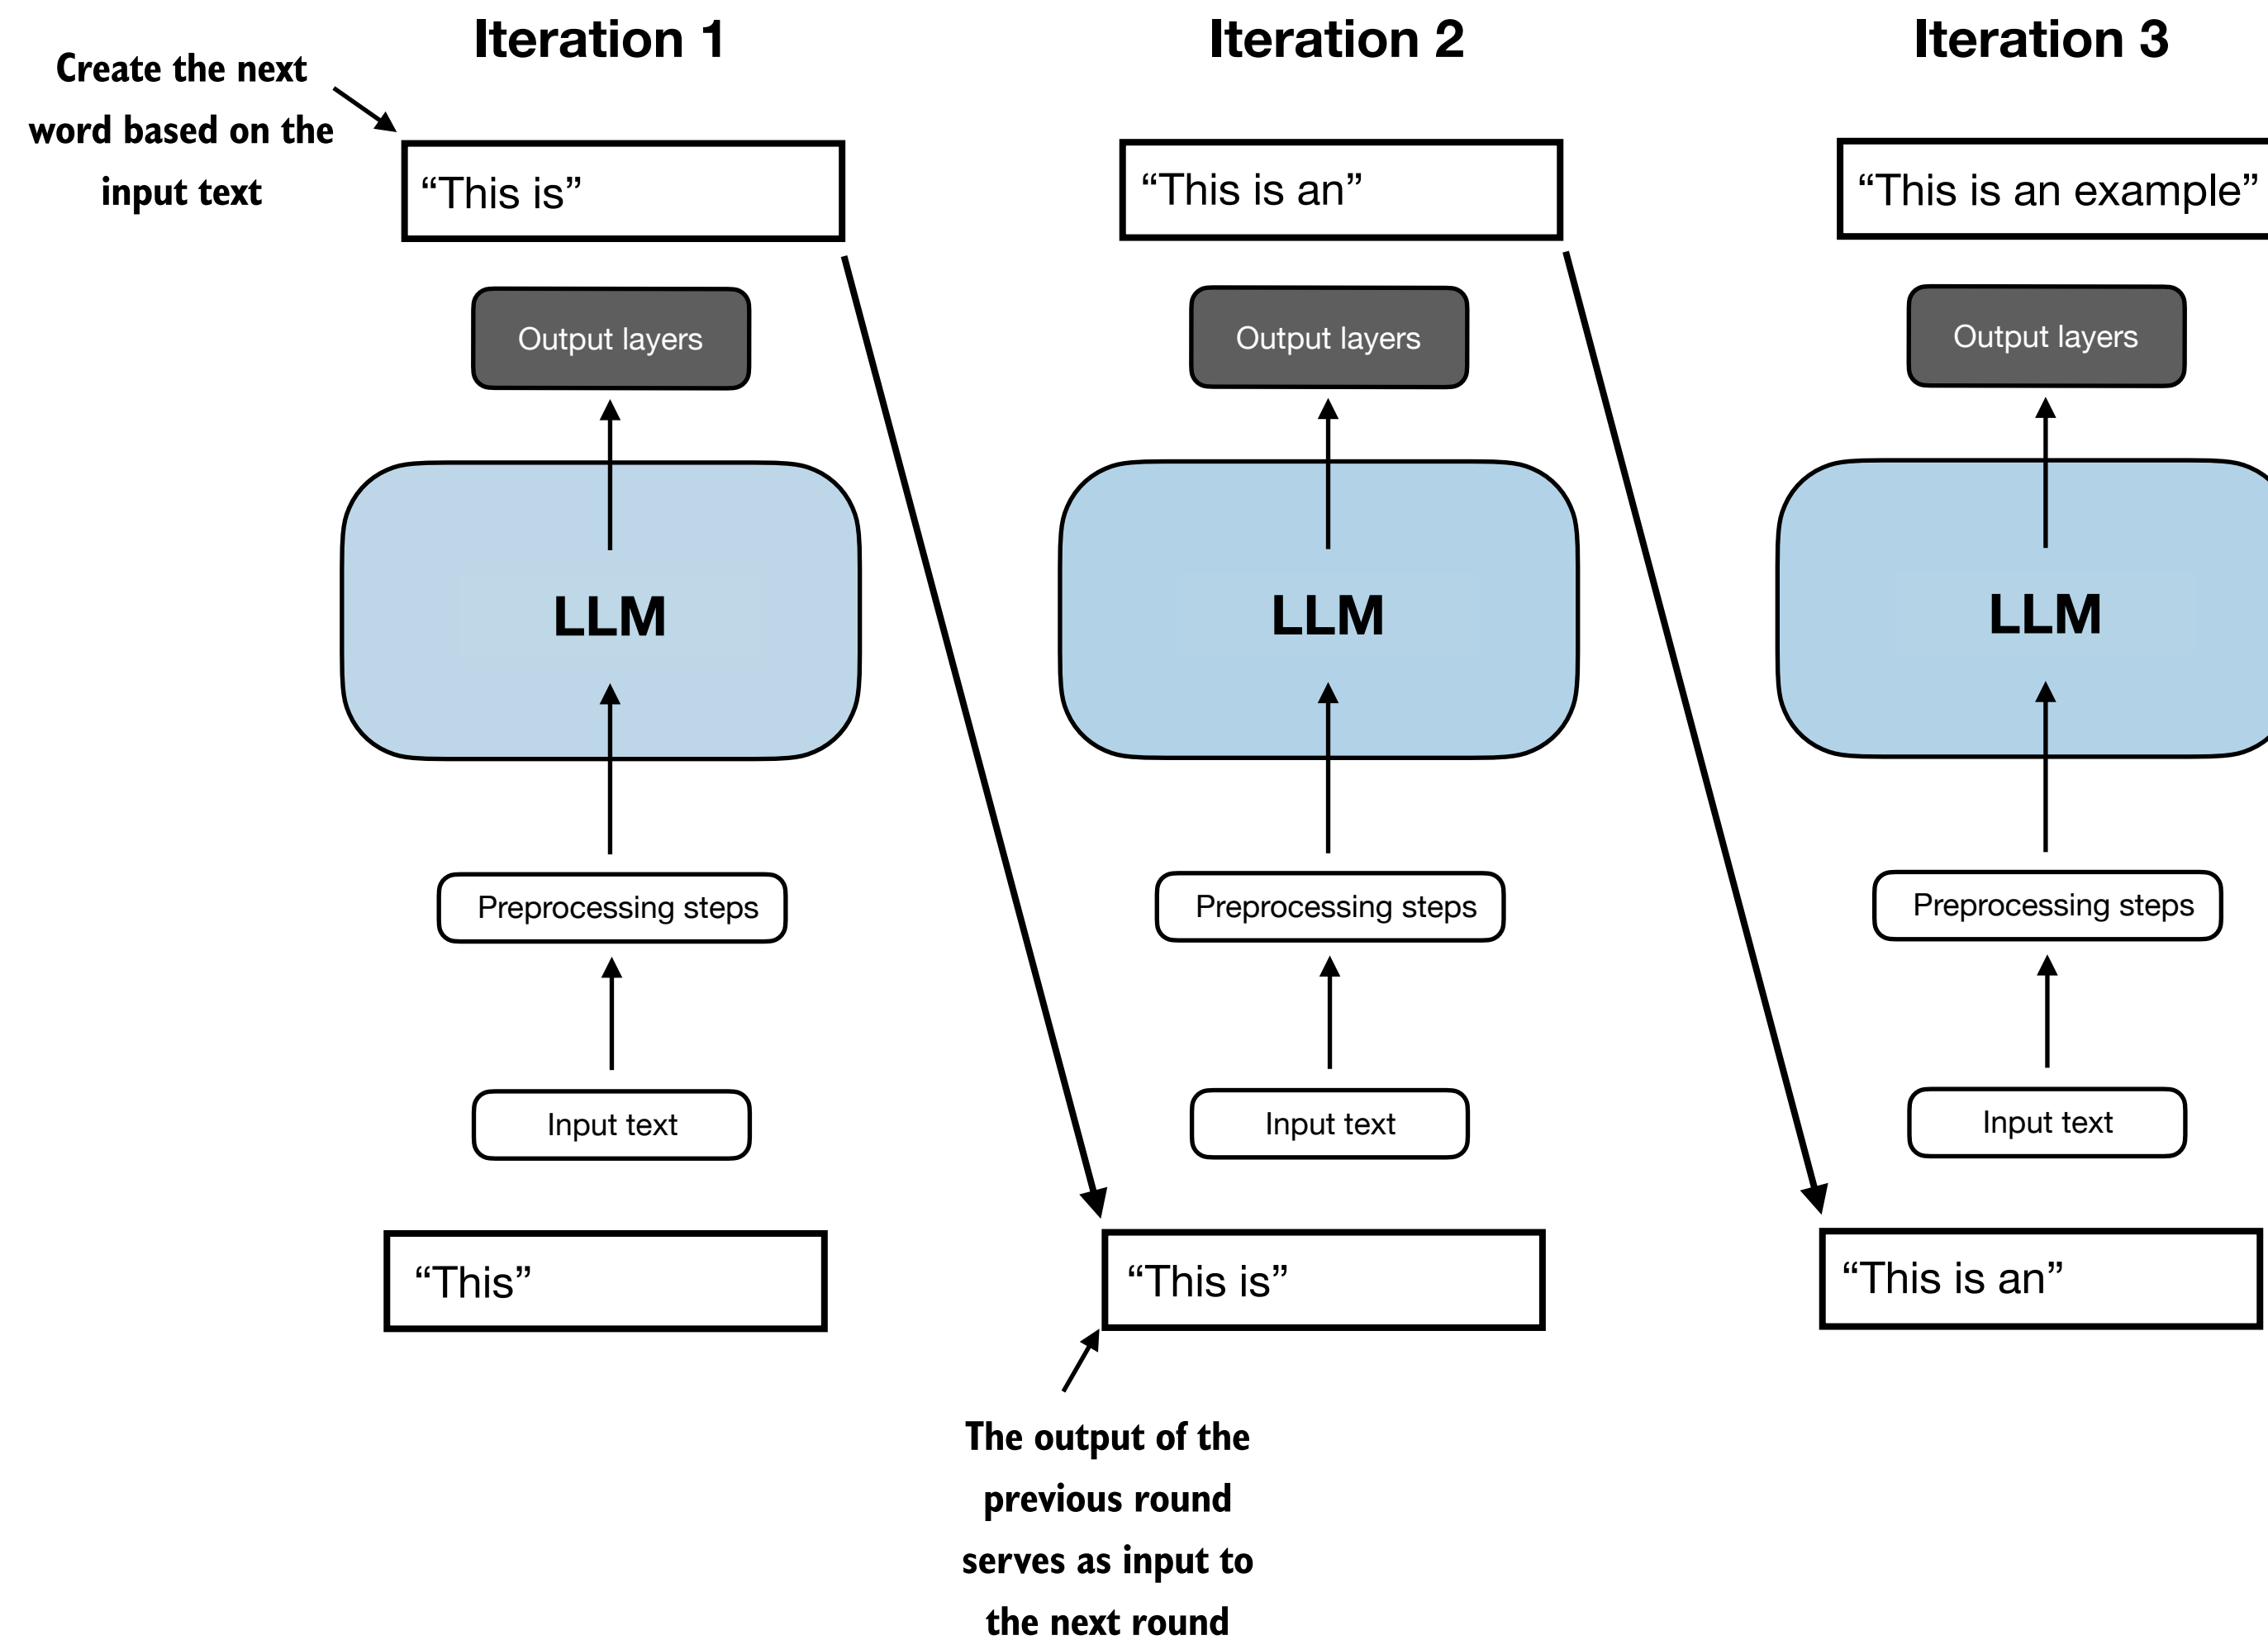 Iteration 1
Iteration 2
Iteration 3
Create the next
word based on the
input text
“This is”
“This is an”
“This is an example”
Output layers
Output layers
Output layers
LLM
LLM
LLM
Preprocessing steps
Preprocessing steps
Preprocessing steps
Input text
Input text
Input text
“This”
“This is”
“This is an”
The output of the
previous round
serves as input to
the next round